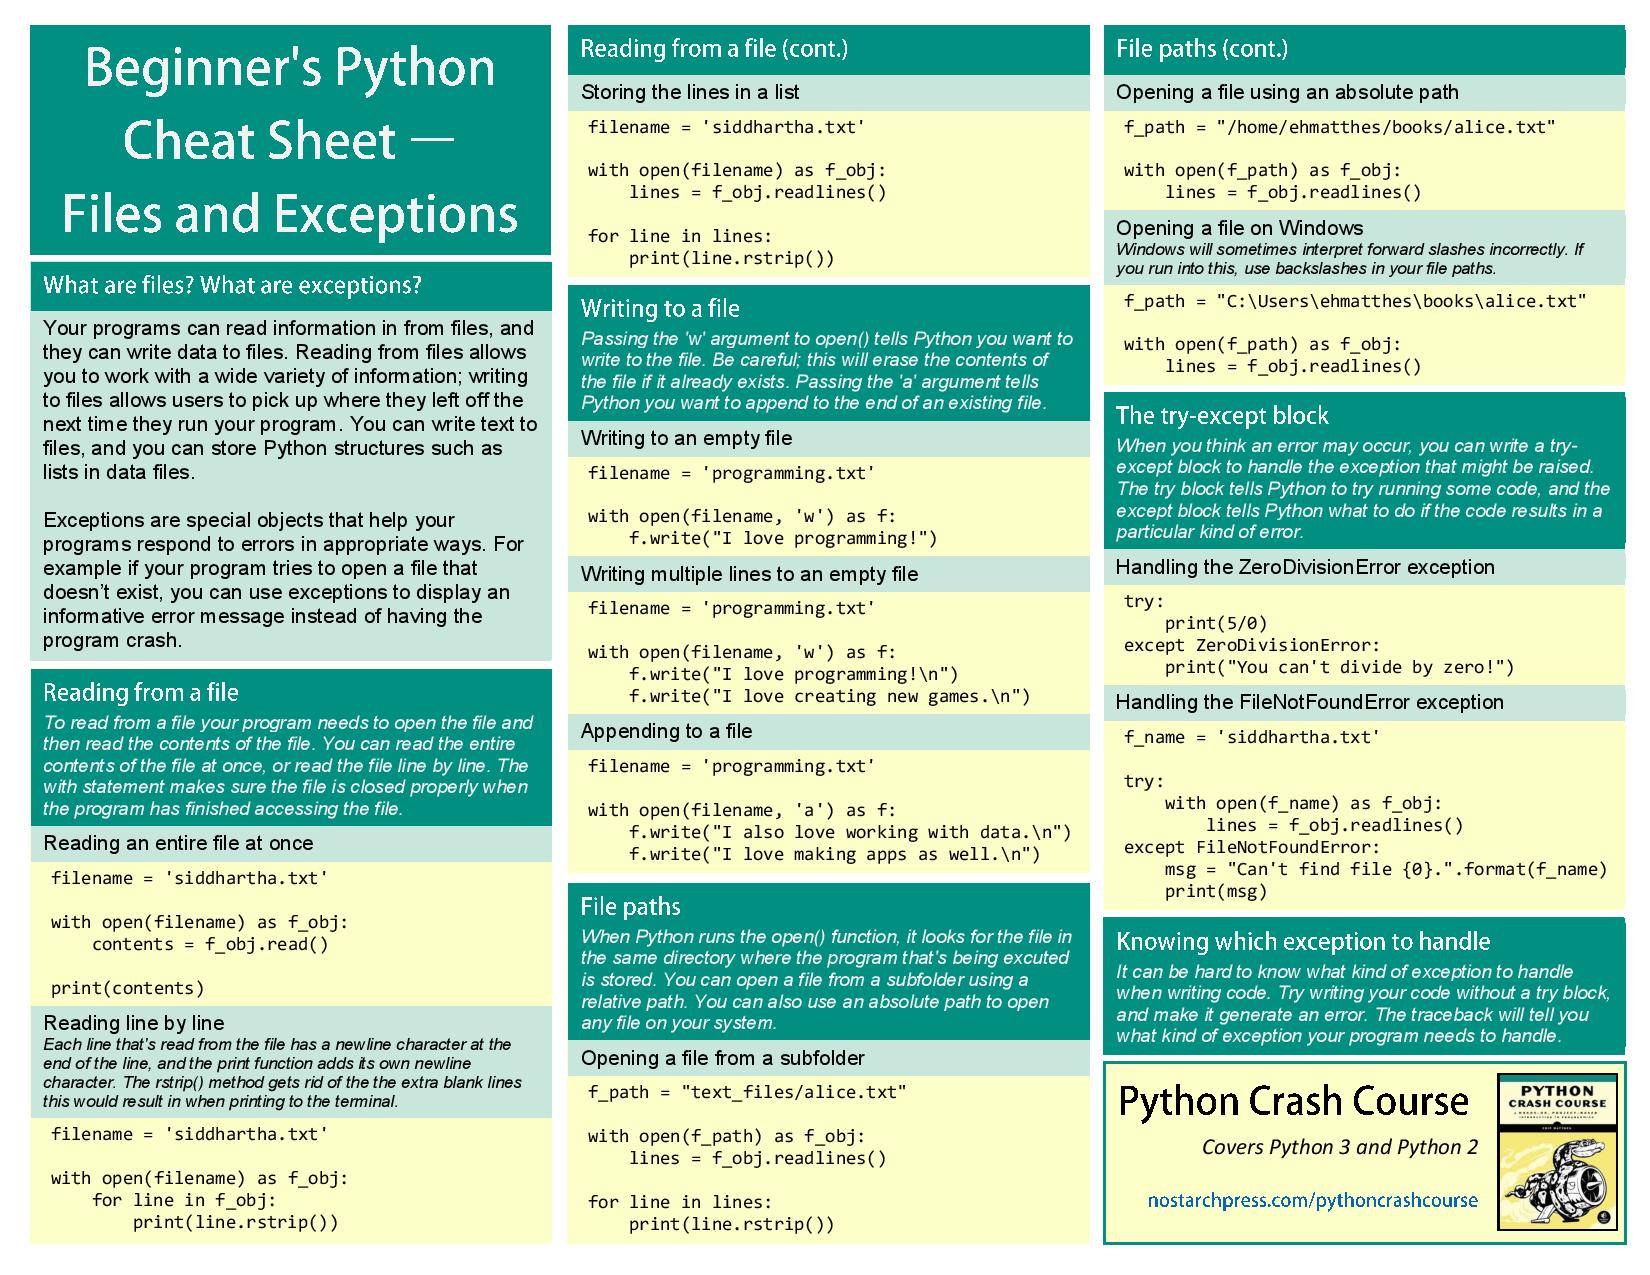 Beginner's Python
Cheat Sheet —
Files and Exceptions
What are files? What are exceptions?
Your programs can read information in from files, and
they can write data to files. Reading from files allows
you to work with a wide variety of information; writing
to files allows users to pick up where they left off the
next time they run your program. You can write text to
files, and you can store Python structures such as
lists in data files.
Exceptions are special objects that help your
programs respond to errors in appropriate ways. For
example if your program tries to open a file that
doesn’t exist, you can use exceptions to display an
informative error message instead of having the
program crash.
Reading from a file
To read from a file your program needs to open the file and
then read the contents of the file. You can read the entire
contents of the file at once, or read the file line by line. The
with statement makes sure the file is closed properly when
the program has finished accessing the file.
Reading an entire file at once
filename = 'siddhartha.txt'
with open(filename) as f_obj:
    contents = f_obj.read()
print(contents)
Reading line by line
Each line that's read from the file has a newline character at the
end of the line, and the print function adds its own newline
character. The rstrip() method gets rid of the the extra blank lines
this would result in when printing to the terminal.
filename = 'siddhartha.txt'
with open(filename) as f_obj:
    for line in f_obj:
        print(line.rstrip())
Reading from a file (cont.)
Storing the lines in a list
filename = 'siddhartha.txt'
with open(filename) as f_obj:
    lines = f_obj.readlines()
for line in lines:
    print(line.rstrip())
Writing to a file
Passing the 'w' argument to open() tells Python you want to
write to the file. Be careful; this will erase the contents of
the file if it already exists. Passing the 'a' argument tells
Python you want to append to the end of an existing file.
Writing to an empty file
filename = 'programming.txt'
with open(filename, 'w') as f:
    f.write("I love programming!")
Writing multiple lines to an empty file
filename = 'programming.txt'
with open(filename, 'w') as f:
    f.write("I love programming!\n")
    f.write("I love creating new games.\n")
Appending to a file
filename = 'programming.txt'
with open(filename, 'a') as f:
    f.write("I also love working with data.\n")
    f.write("I love making apps as well.\n")
File paths
When Python runs the open() function, it looks for the file in
the same directory where the program that's being excuted
is stored. You can open a file from a subfolder using a
relative path. You can also use an absolute path to open
any file on your system.
Opening a file from a subfolder
f_path = "text_files/alice.txt"
with open(f_path) as f_obj:
    lines = f_obj.readlines()
for line in lines:
    print(line.rstrip())
File paths (cont.)
Opening a file using an absolute path
f_path = "/home/ehmatthes/books/alice.txt"
with open(f_path) as f_obj:
    lines = f_obj.readlines()
Opening a file on Windows
Windows will sometimes interpret forward slashes incorrectly. If
you run into this, use backslashes in your file paths.
f_path = "C:\Users\ehmatthes\books\alice.txt"
with open(f_path) as f_obj:
    lines = f_obj.readlines()
The try-except block
When you think an error may occur, you can write a try-
except block to handle the exception that might be raised.
The try block tells Python to try running some code, and the
except block tells Python what to do if the code results in a
particular kind of error.
Handling the ZeroDivisionError exception
try:
    print(5/0)
except ZeroDivisionError:
    print("You can't divide by zero!")
Handling the FileNotFoundError exception
f_name = 'siddhartha.txt'
try:
    with open(f_name) as f_obj:
        lines = f_obj.readlines()
except FileNotFoundError:
    msg = "Can't find file {0}.".format(f_name)
    print(msg)
Knowing which exception to handle
It can be hard to know what kind of exception to handle
when writing code. Try writing your code without a try block,
and make it generate an error. The traceback will tell you
what kind of exception your program needs to handle.
Python Crash Course
Covers Python 3 and Python 2
nostarchpress.com/pythoncrashcourse
PYTHON
CRASH COURSE